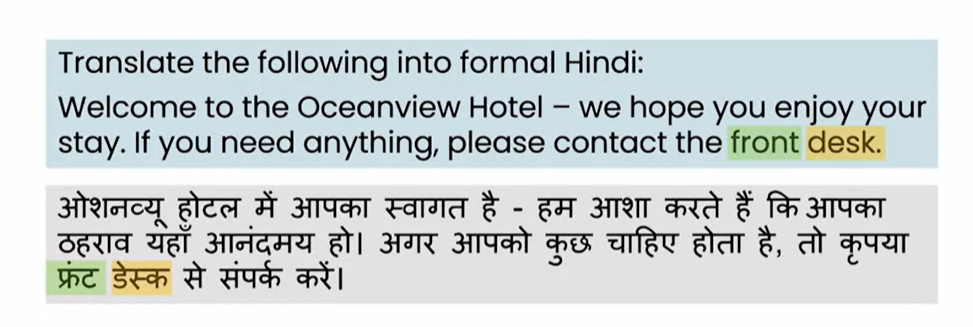 Translate the following into formal Hindi:
Welcome to the Oceanview Hotel – we hope you enjoy your
stay. If you need anything, please contact the front desk.
ओशनव्यू होटल में आपका स्वागत है - हम आशा करते हैं कि आपका
ठहराव यहाँ आनंदमय हो। अगर आपको कुछ चाहिए होता है, तो कृपया
फ्रंट डेस्क से संपर्क करें।